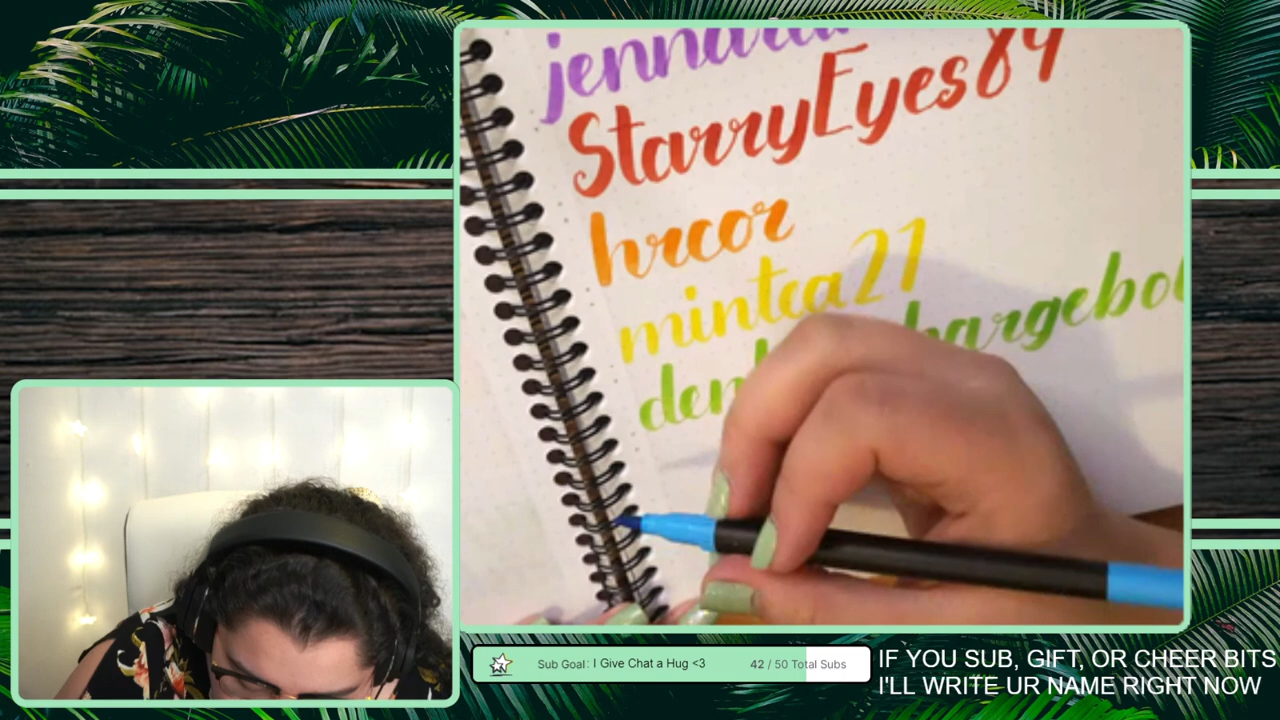 StarryEyes89
hrcor
mintea21
Sub Goal: I Give Chat a Hug <3 42 / 50 Total Subs
IF YOU SUB, GIFT, OR CHEER BITS
I'LL WRITE UR NAME RIGHT NOW